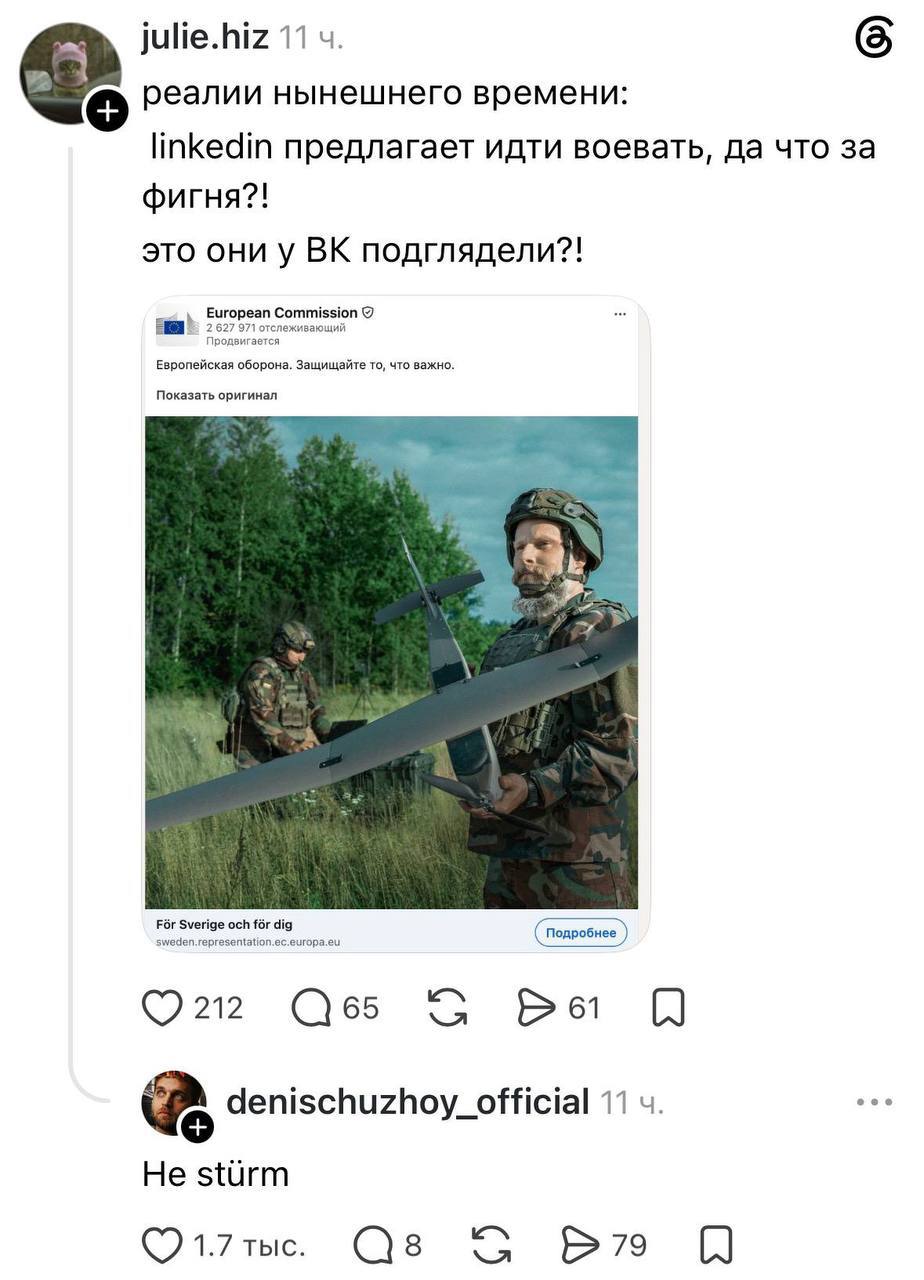 julie.hiz 11 ч.
реалии нынешнего времени:
linkedin предлагает идти воевать, да что за
фигня?!
это они у ВК подглядели?!
European Commission
2 627 971 отслеживающий
Продвигается
Европейская оборона. Защищайте то, что важно.
Показать оригинал
För Sverige och för dig
sweden.representation.ec.europa.eu
Подробнее
212 65 61
denischuzhoy_official 11 ч.
Не stürm
1.7 тыс. 8 79